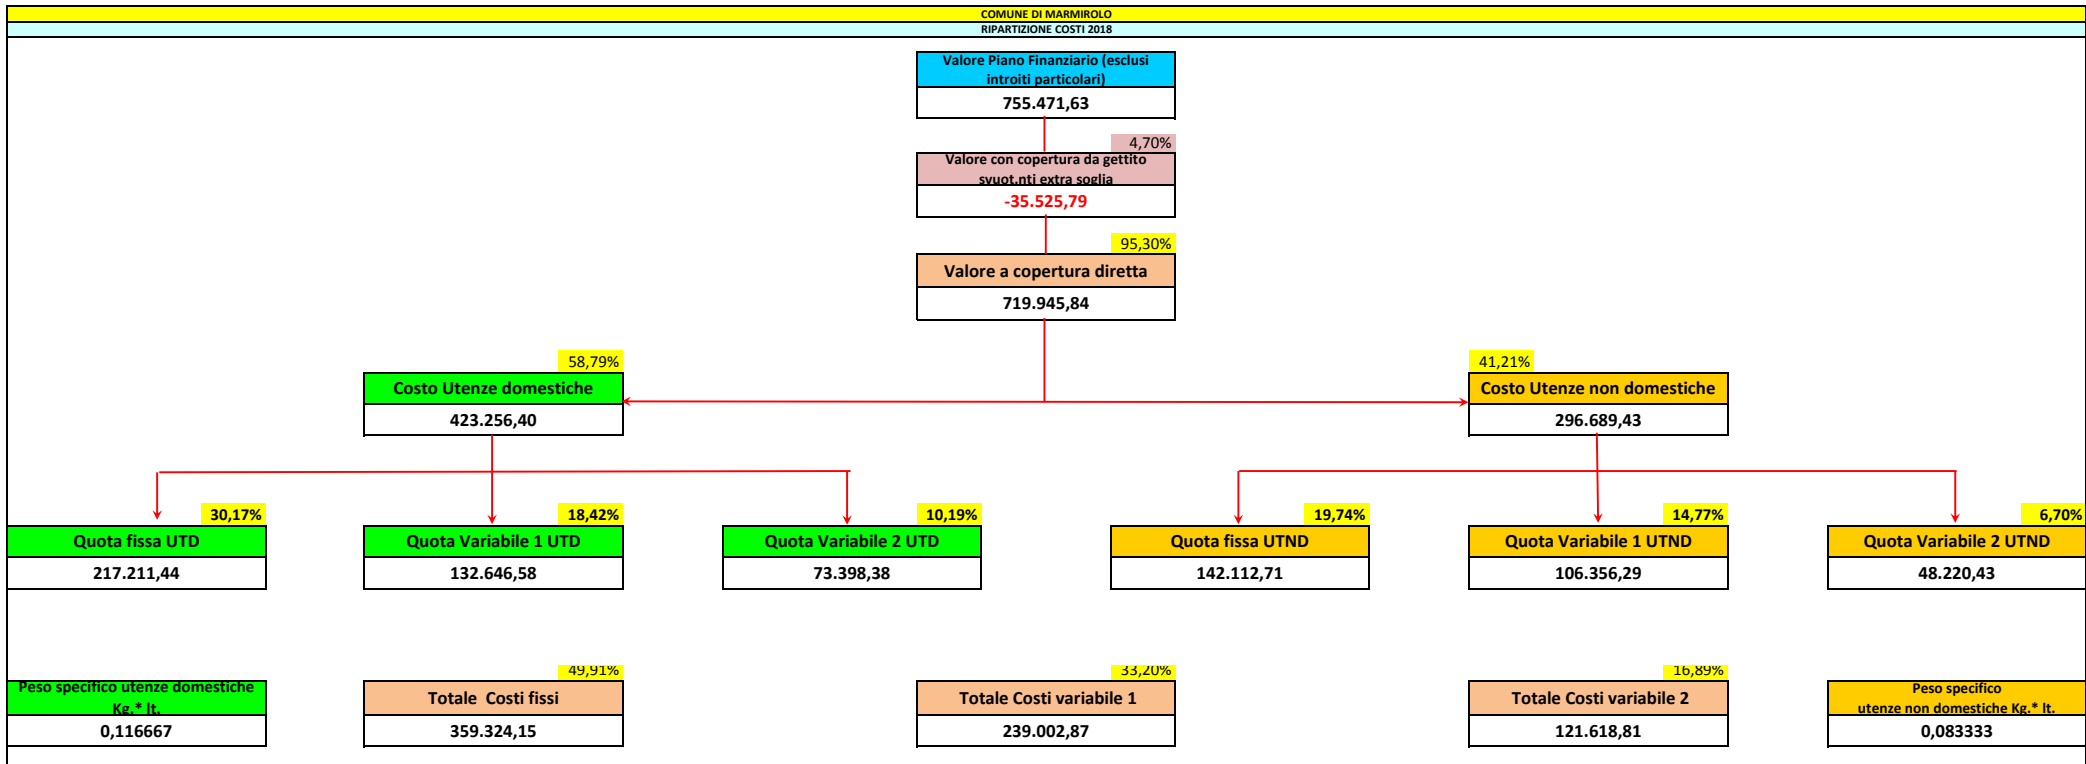 COMUNE DI MARMIROLO
RIPARTIZIONE COSTI 2018
Valore Piano Finanziario (esclusi
introiti particolari)
755.471,63
4,70%
Valore con copertura da gettito
svuot.nti extra soglia
-35.525,79
95,30%
Valore a copertura diretta
719.945,84
58,79%
41,21%
Costo Utenze domestiche
Costo Utenze non domestiche
423.256,40
296.689,43
30,17%
18,42%
10,19%
19,74%
14,77%
6,70%
Quota fissa UTD
Quota Variabile 1 UTD
Quota Variabile 2 UTD
Quota fissa UTND
Quota Variabile 1 UTND
Quota Variabile 2 UTND
217.211,44
132.646,58
73.398,38
142.112,71
106.356,29
48.220,43
49,91%
33,20%
16,89%
Peso specifico utenze domestiche
Kg.* lt.
Totale Costi fissi
Totale Costi variabile 1
Totale Costi variabile 2
Peso specifico
utenze non domestiche Kg.* lt.
0,116667
359.324,15
239.002,87
121.618,81
0,083333